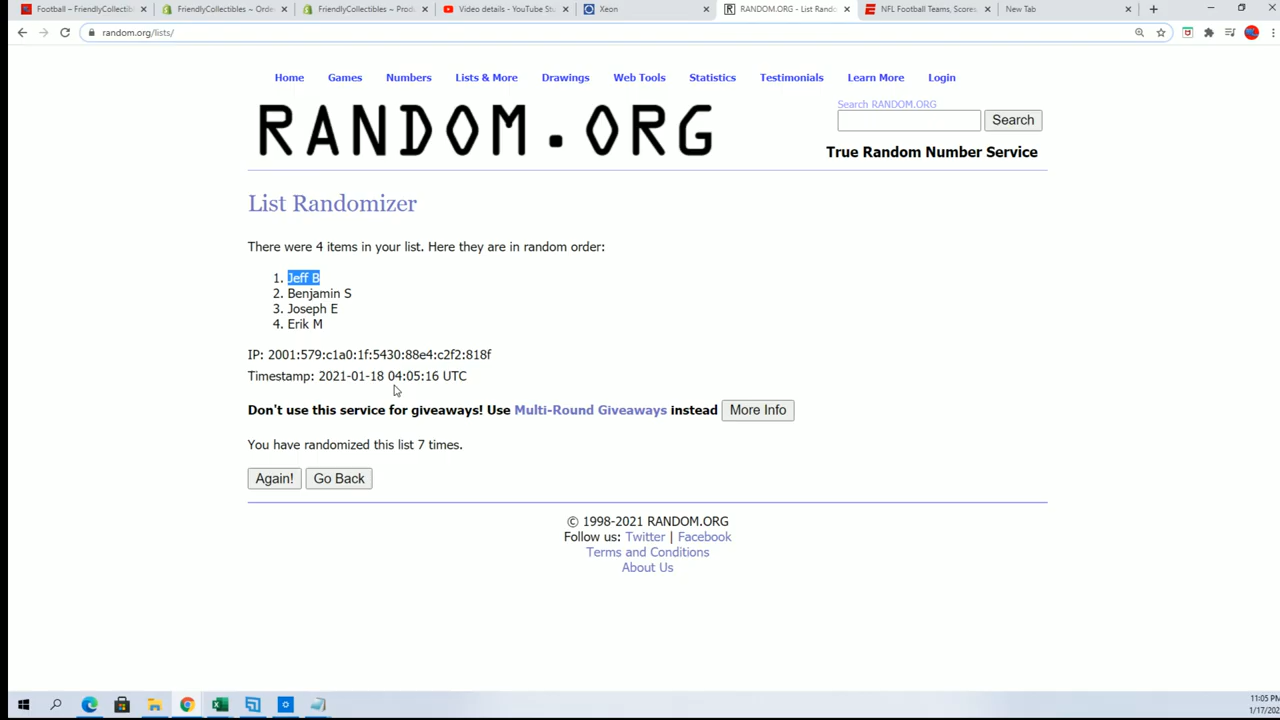 Football – FriendlyCollectibl
FriendlyCollectibles ~ Orde
FriendlyCollectibles ~ Produ
Video details - YouTube Stu
Xeon
RANDOM.ORG - List Rando
NFL Football Teams, Scores
New Tab
random.org/lists/
Home Games Numbers Lists & More Drawings Web Tools Statistics Testimonials Learn More Login
RANDOM.ORG
Search RANDOM.ORG
Search
True Random Number Service
List Randomizer
There were 4 items in your list. Here they are in random order:
1. Jeff B
2. Benjamin S
3. Joseph E
4. Erik M
IP: 2001:579:c1a0:1f:5430:88e4:c2f2:818f
Timestamp: 2021-01-18 04:05:16 UTC
Don't use this service for giveaways! Use Multi-Round Giveaways instead More Info
You have randomized this list 7 times.
Again! Go Back
© 1998-2021 RANDOM.ORG
Follow us: Twitter | Facebook
Terms and Conditions
About Us
11:05 PM
1/17/202